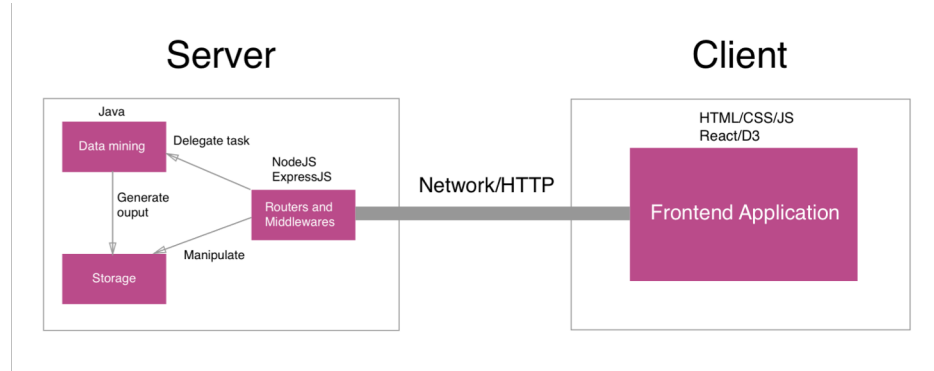 Server
Client
Java
Data mining
Delegate task
NodeJS
ExpressJS
Generate
ouput
Routers and
Middlewares
Manipulate
Storage
Network/HTTP
HTML/CSS/JS
React/D3
Frontend Application